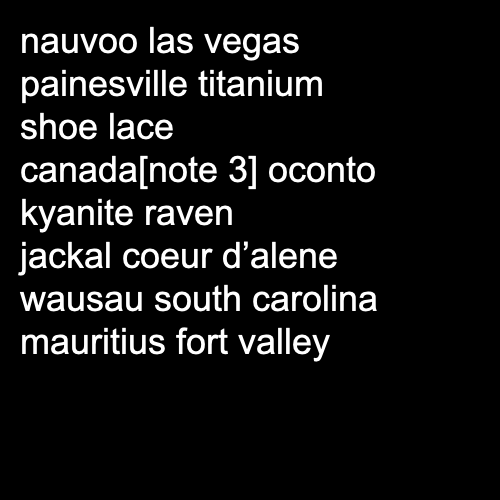 nauvoo las vegas
painesville titanium
shoe lace
canada[note 3] oconto
kyanite raven
jackal coeur d’alene
wausau south carolina
mauritius fort valley